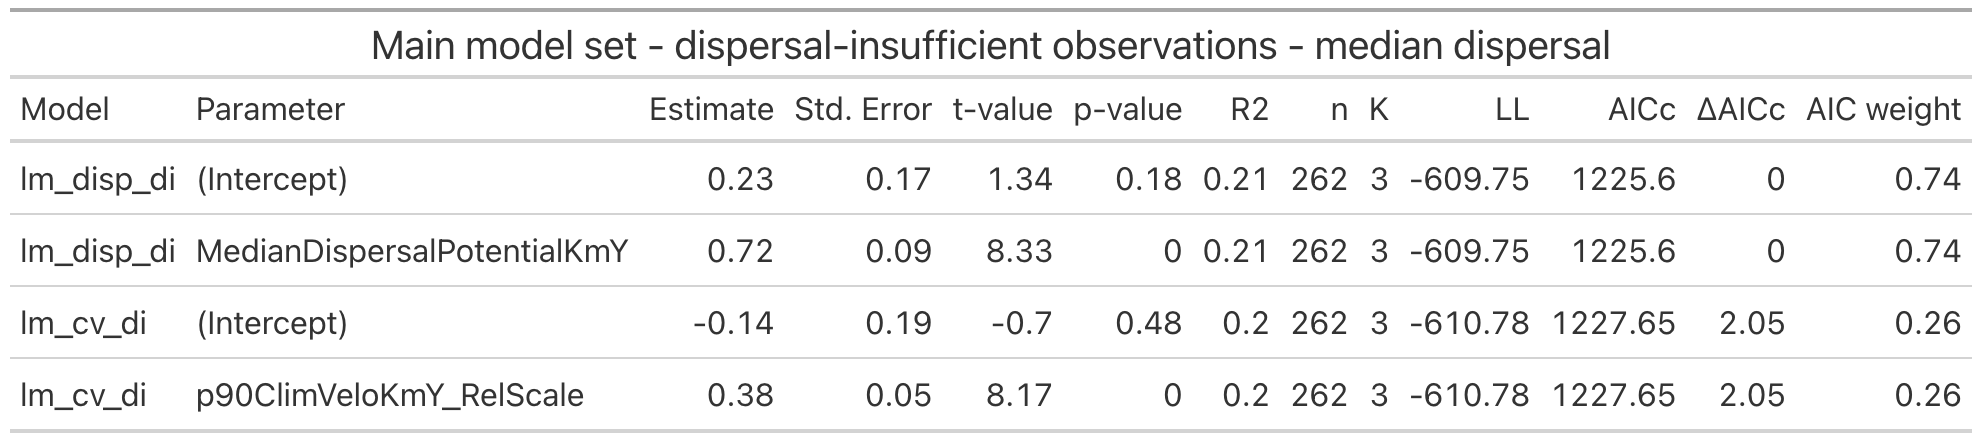 Main model set - dispersal-insufficient observations - median dispersal
Model Parameter Estimate Std. Error t-value p-value R2 n K LL AICc ΔAICc AIC weight
lm_disp_di (Intercept) 0.23 0.17 1.34 0.18 0.21 262 3 -609.75 1225.6 0 0.74
lm_disp_di MedianDispersalPotentialKmY 0.72 0.09 8.33 0 0.21 262 3 -609.75 1225.6 0 0.74
lm_cv_di (Intercept) -0.14 0.19 -0.7 0.48 0.2 262 3 -610.78 1227.65 2.05 0.26
lm_cv_di p90ClimVeloKmY_RelScale 0.38 0.05 8.17 0 0.2 262 3 -610.78 1227.65 2.05 0.26